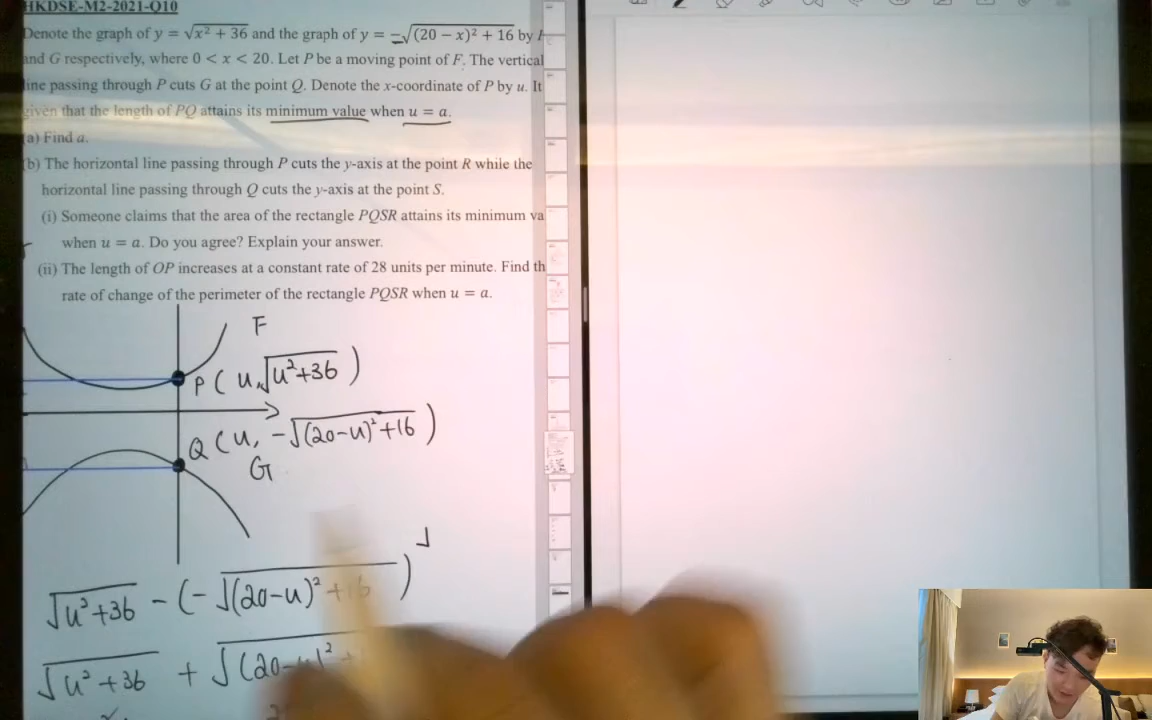 HKDSE-M2-2021-Q10
Denote the graph of y = √(x² + 36) and the graph of y = −√((20 − x)² + 16) by
and G respectively, where 0 < x < 20. Let P be a moving point of F. The vertical
line passing through P cuts G at the point Q. Denote the x-coordinate of P by u. It
given that the length of PQ attains its minimum value when u = a.
(a) Find a.
(b) The horizontal line passing through P cuts the y-axis at the point R while the
horizontal line passing through Q cuts the y-axis at the point S.
(i) Someone claims that the area of the rectangle PQSR attains its minimum va
when u = a. Do you agree? Explain your answer.
(ii) The length of OP increases at a constant rate of 28 units per minute. Find th
rate of change of the perimeter of the rectangle PQSR when u = a.
F
P(u, √(u²+36))
Q(u, −√((20−u)²+16))
G
√(u²+36) − (−√((20−u)²+16))
√(u²+36) + √((20−u)²